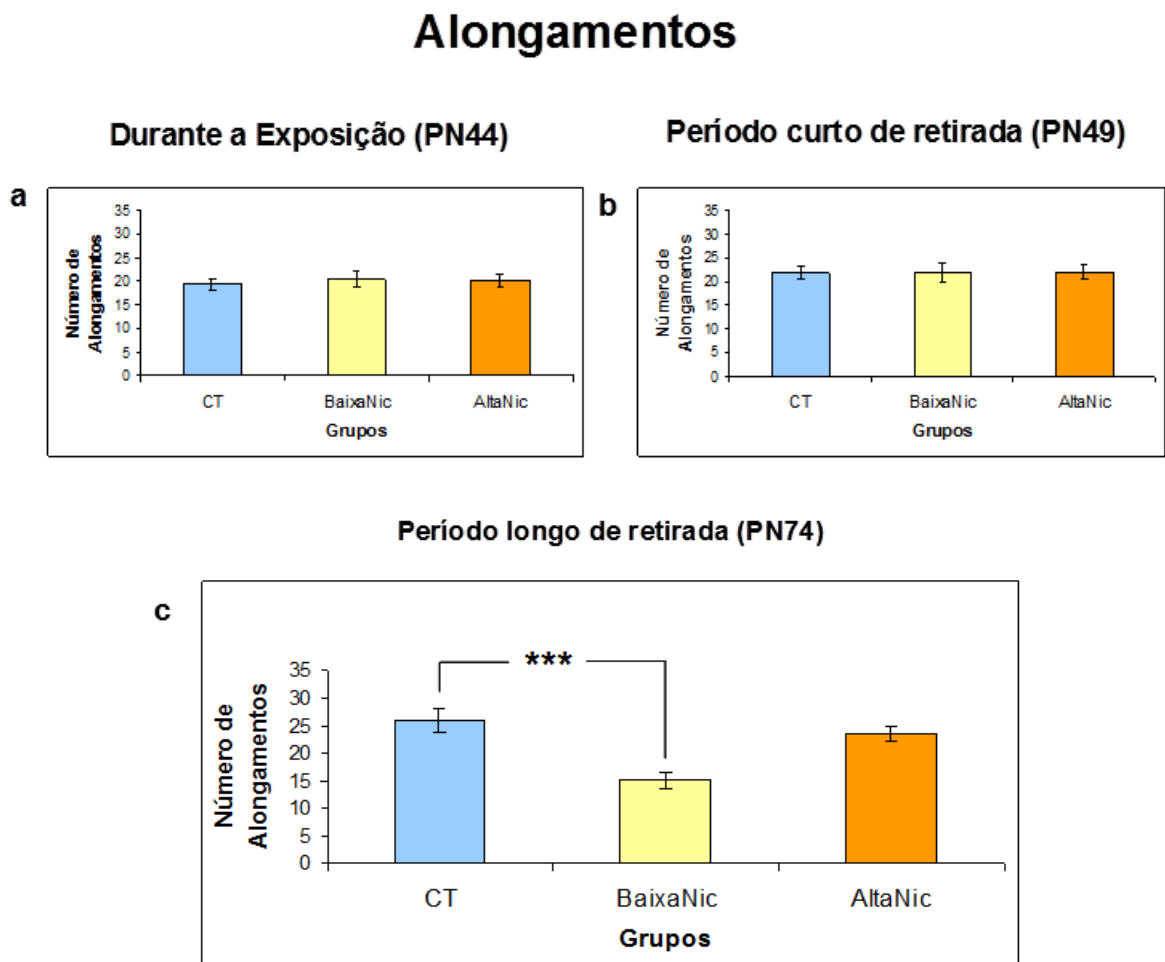 Alongamentos
Durante a Exposição (PN44)
a
Número de
Alongamentos
35
30
25
20
15
10
5
0
CT
BaixaNic
AltaNic
Grupos
Período curto de retirada (PN49)
b
Número de
Alongamentos
35
30
25
20
15
10
5
0
CT
BaixaNic
AltaNic
Grupos
Período longo de retirada (PN74)
c
Número de
Alongamentos
35
30
25
20
15
10
5
0
***
CT
BaixaNic
AltaNic
Grupos